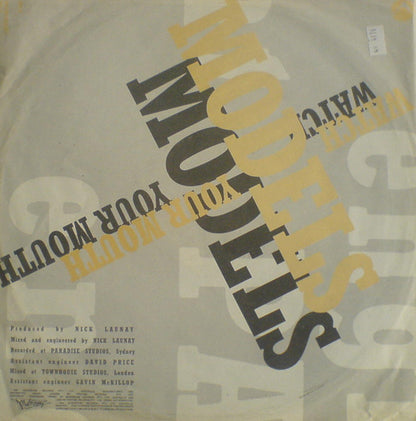 MODELS
MODELS
WATCH
WATCH
YOUR MOUTH
YOUR MOUTH
Produced by NICK LAUNAY
Mixed and engineered by NICK LAUNAY
Recorded at PARADISE STUDIOS, Sydney
Assistant engineer DAVID PRICE
Mixed at TOWNHOUSE STUDIOS, London
Assistant engineer GAVIN McKILLOP